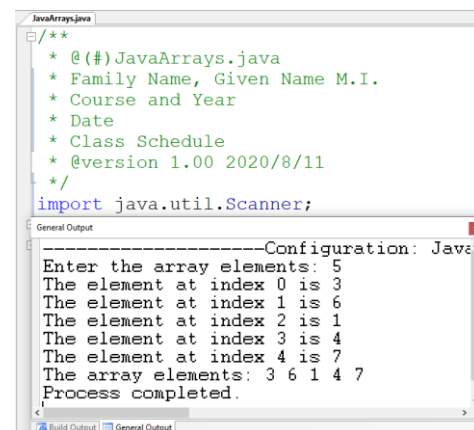 JavaArrays.java
/**
* @(#)JavaArrays.java
* Family Name, Given Name M.I.
* Course and Year
* Date
* Class Schedule
* @version 1.00 2020/8/11
*/
import java.util.Scanner;
General Output
--------------------Configuration: Java
Enter the array elements: 5
The element at index 0 is 3
The element at index 1 is 6
The element at index 2 is 1
The element at index 3 is 4
The element at index 4 is 7
The array elements: 3 6 1 4 7
Process completed.
Build Output General Output